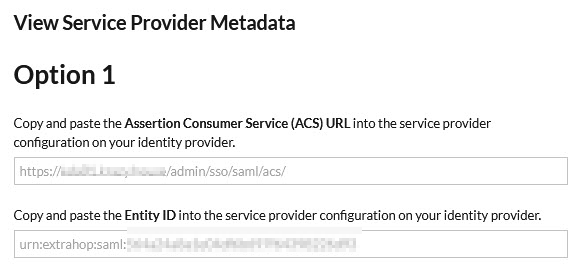 View Service Provider Metadata
Option 1
Copy and paste the Assertion Consumer Service (ACS) URL into the service provider
configuration on your identity provider.
https:// /admin/sso/saml/acs/
Copy and paste the Entity ID into the service provider configuration on your identity provider.
urn:extrahop:saml: